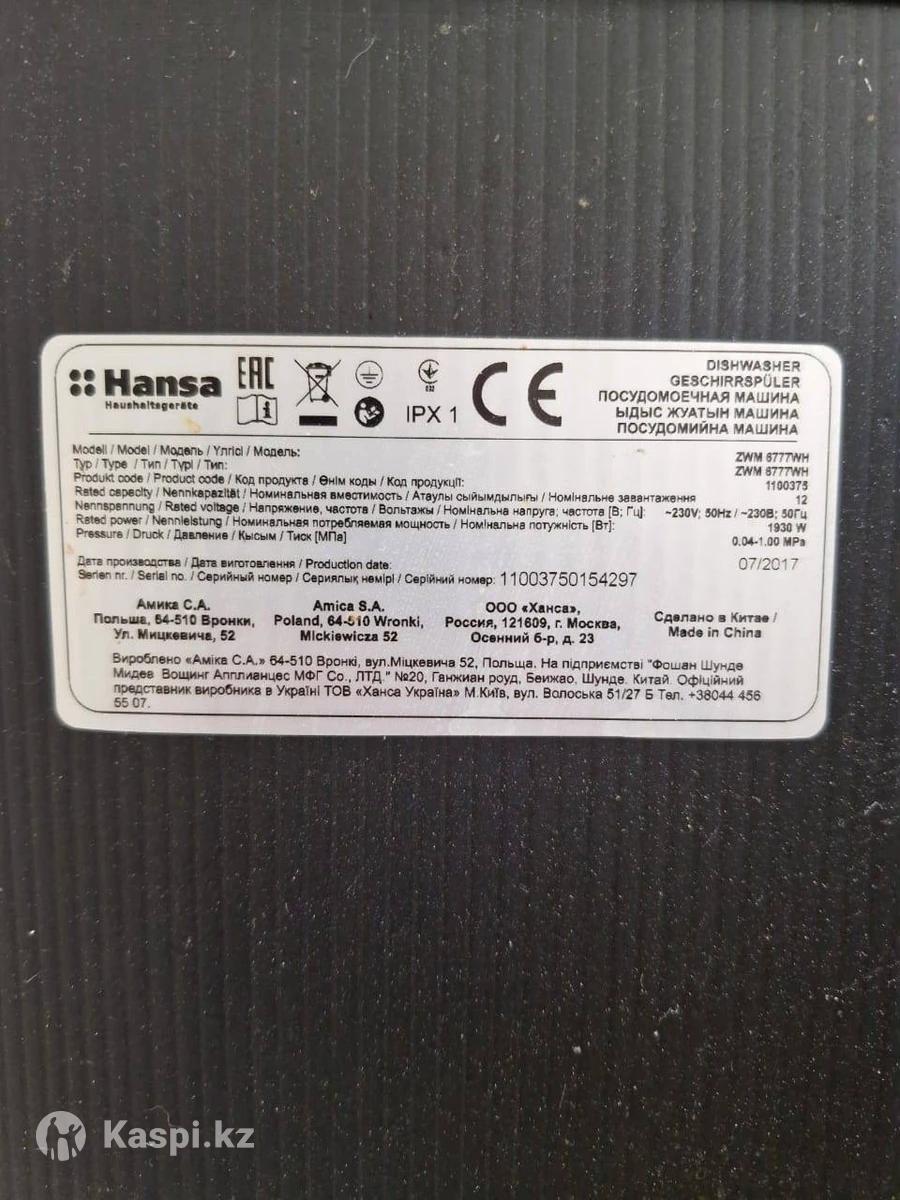 Hansa
Haushaltsgeräte
EAC
032
IPX 1
CE
DISHWASHER
GESCHIRRSPÜLER
ПОСУДОМОЕЧНАЯ МАШИНА
ЫДЫС ЖУАТЫН МАШИНА
ПОСУДОМИЙНА МАШИНА
Modell / Model / Модель / Үлгісі / Модель: ZWM 6777WH
Typ / Type / Тип / Түрі / Тип: ZWM 6777WH
Produkt code / Product code / Код продукта / Өнім коды / Код продукції: 1100375
Rated capacity / Nennkapazität / Номинальная вместимость / Атаулы сыйымдылығы / Номінальне завантаження 12
Nennspannung / Rated voltage / Напряжение, частота / Вольтажы / Номінальна напруга; частота [В; Гц]: ~230V; 50Hz / ~230В; 50Гц
Rated power / Nennleistung / Номинальная потребляемая мощность / Номінальна потужність [Вт]: 1930 W
Pressure / Druck / Давление / Қысым / Тиск [МПа] 0.04-1.00 MPa
Дата производства / Дата виготовлення / Production date: 07/2017
Serien nr. / Serial no. / Серийный номер / Сериялық немірі / Серійний номер: 11003750154297
Амика С.А.
Польша, 64-510 Вронки,
Ул. Мицкевича, 52
Amica S.A.
Poland, 64-510 Wronki,
Mickiewicza 52
ООО «Ханса»,
Россия, 121609, г. Москва,
Осенний б-р, д. 23
Сделано в Китае /
Made in China
Вироблено «Аміка С.А.» 64-510 Вронкі, вул.Міцкевича 52, Польща. На підприємстві "Фошан Шунде
Мидев Вощинг Апплианцес МФГ Со., ЛТД." №20, Ганжиан роуд, Беижао, Шунде. Китай. Офіційний
представник виробника в Україні ТОВ «Ханса Україна» М.Київ, вул. Волоська 51/27 Б Тел. +38044 456
55 07.
Kaspi.kz